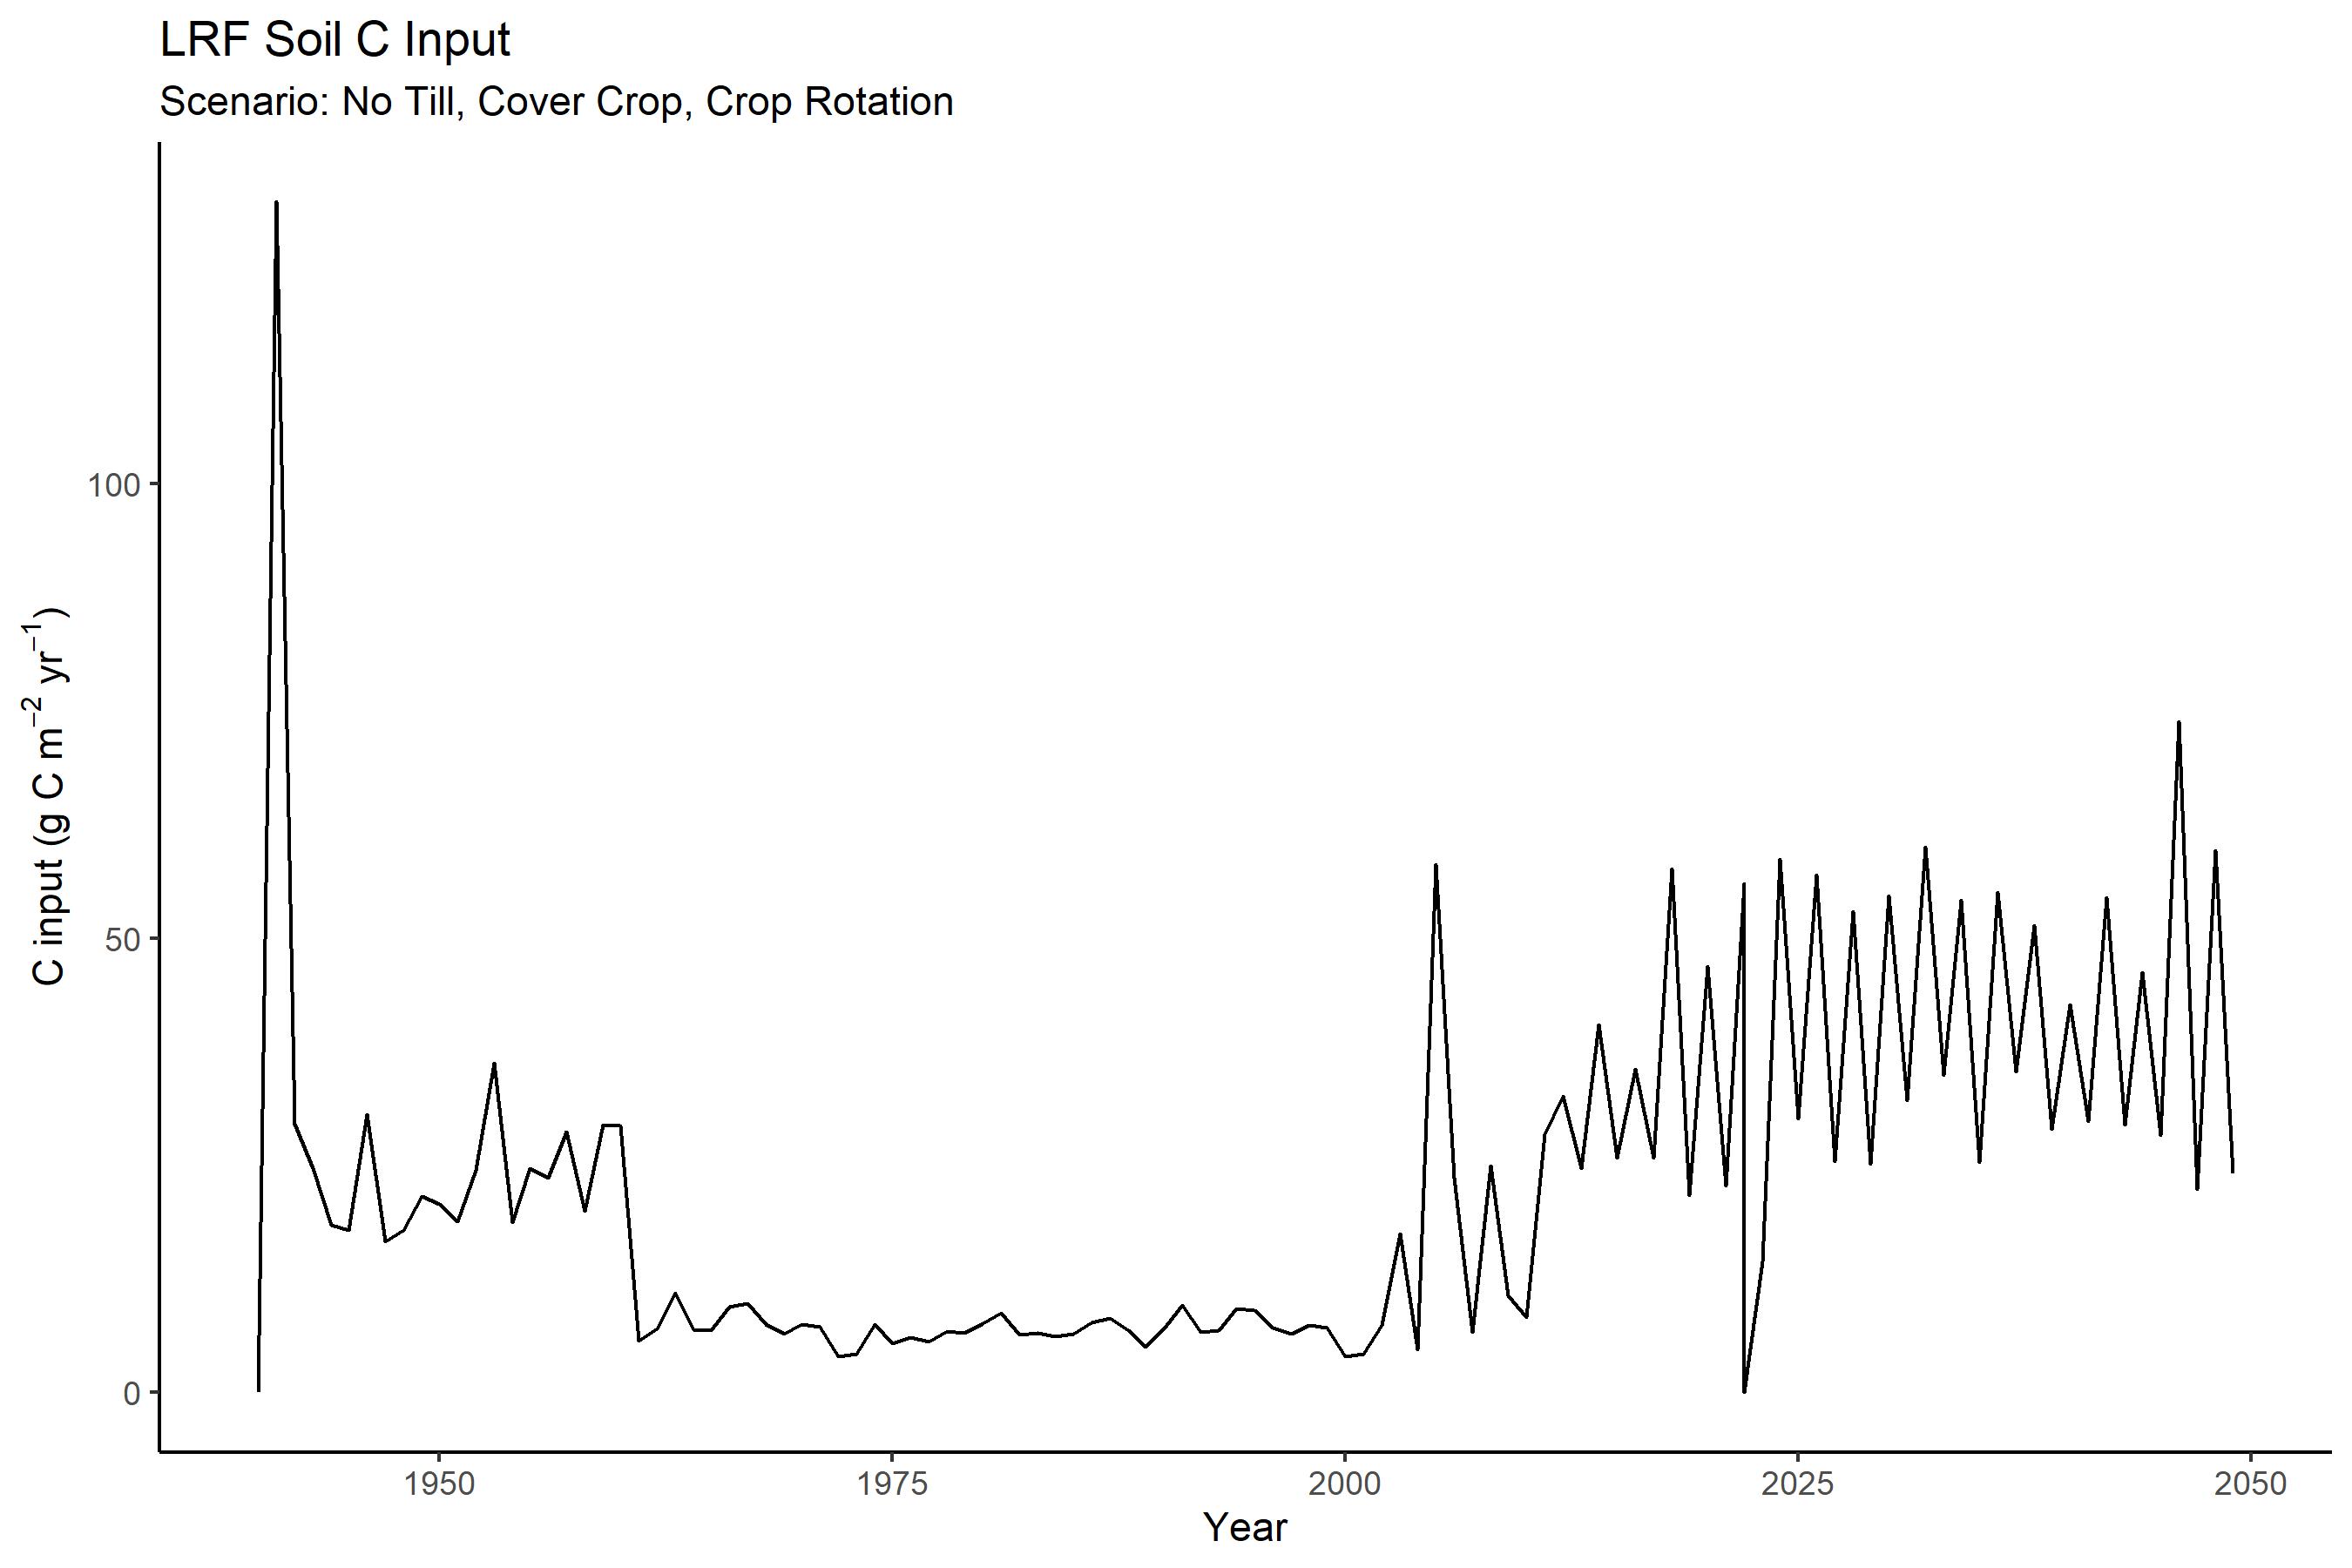 LRF Soil C Input
Scenario: No Till, Cover Crop, Crop Rotation
C input (g C m⁻² yr⁻¹)
100
50
0
1950 1975 2000 2025 2050
Year